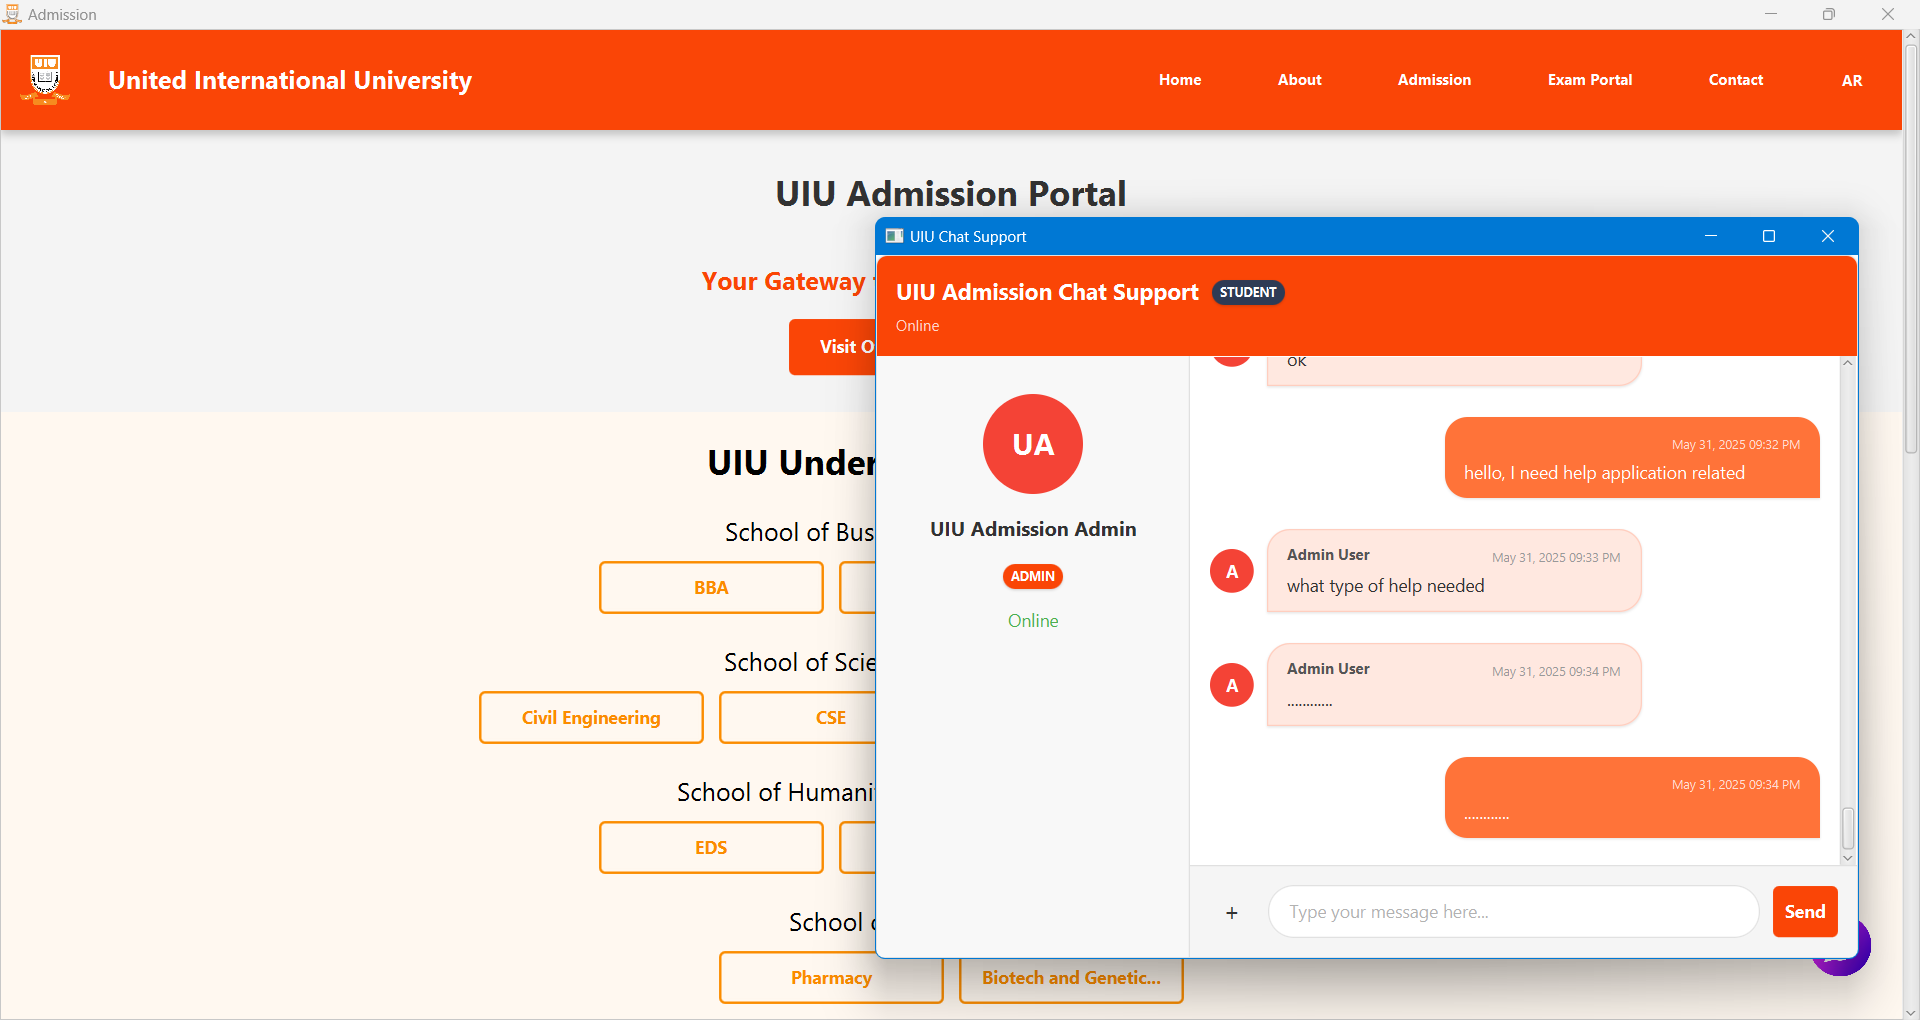 Admission
UIU
United International University
Home
About
Admission
Exam Portal
Contact
AR
UIU Admission Portal
Your Gateway
Visit O
UIU Under
School of Bus
BBA
School of Scie
Civil Engineering
CSE
School of Humani
EDS
School
Pharmacy
Biotech and Genetic...
UIU Chat Support
UIU Admission Chat Support
STUDENT
Online
UA
UIU Admission Admin
ADMIN
Online
OK
May 31, 2025 09:32 PM
hello, I need help application related
A
Admin User
May 31, 2025 09:33 PM
what type of help needed
A
Admin User
May 31, 2025 09:34 PM
............
May 31, 2025 09:34 PM
............
+
Type your message here...
Send